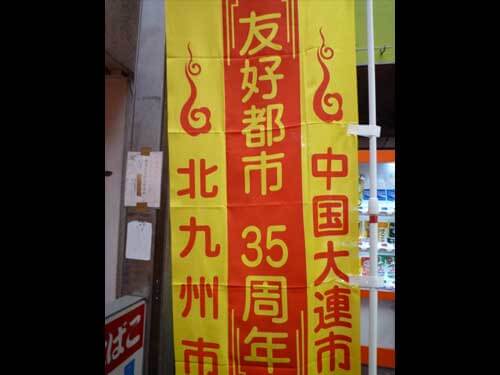 中国大連市
友好都市 35周年
北九州市
たばこ